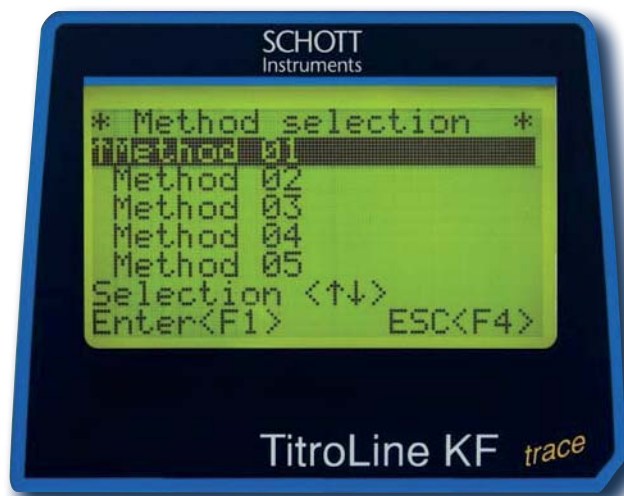 SCHOTT
Instruments
* Method selection *
↑Method 01
Method 02
Method 03
Method 04
Method 05
Selection <↑↓>
Enter<F1> ESC<F4>
TitroLine KF trace